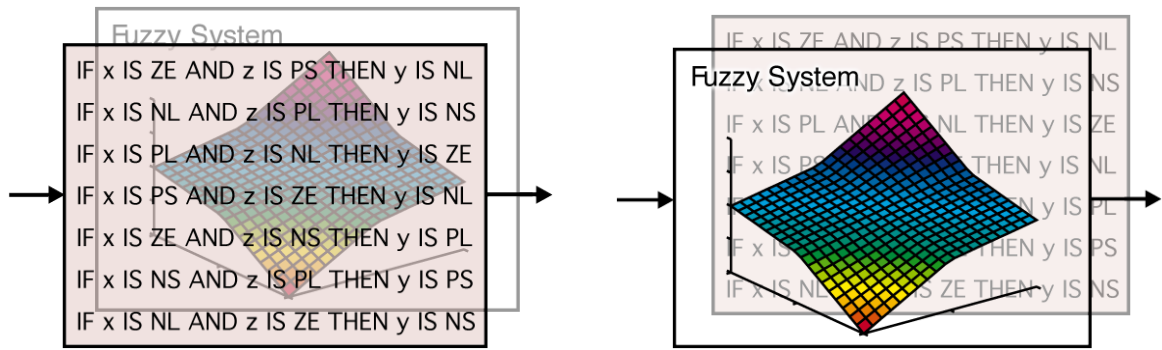 Fuzzy System
IF x IS ZE AND z IS PS THEN y IS NL
IF x IS NL AND z IS PL THEN y IS NS
IF x IS PL AND z IS NL THEN y IS ZE
IF x IS PS AND z IS ZE THEN y IS NL
IF x IS ZE AND z IS NS THEN y IS PL
IF x IS NS AND z IS PL THEN y IS PS
IF x IS NL AND z IS ZE THEN y IS NS
IF x IS ZE AND z IS PS THEN y IS NL
Fuzzy System
THEN y IS NS
IF x IS PL AND NL THEN y IS ZE
IF x IS PS THEN y IS NL
IF y IS PL
IF x IS THEN y IS PS
IF x IS NL IS ZE THEN y IS NS